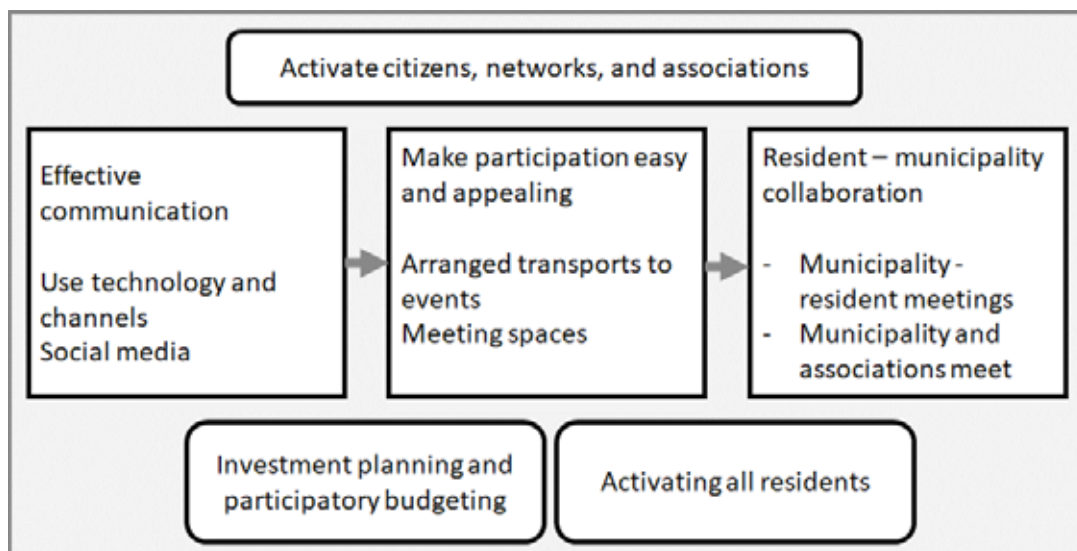 Activate citizens, networks, and associations
Effective
communication
Use technology and
channels
Social media
Make participation easy
and appealing
Arranged transports to
events
Meeting spaces
Resident – municipality
collaboration
- Municipality -
resident meetings
- Municipality and
associations meet
Investment planning and
participatory budgeting
Activating all residents